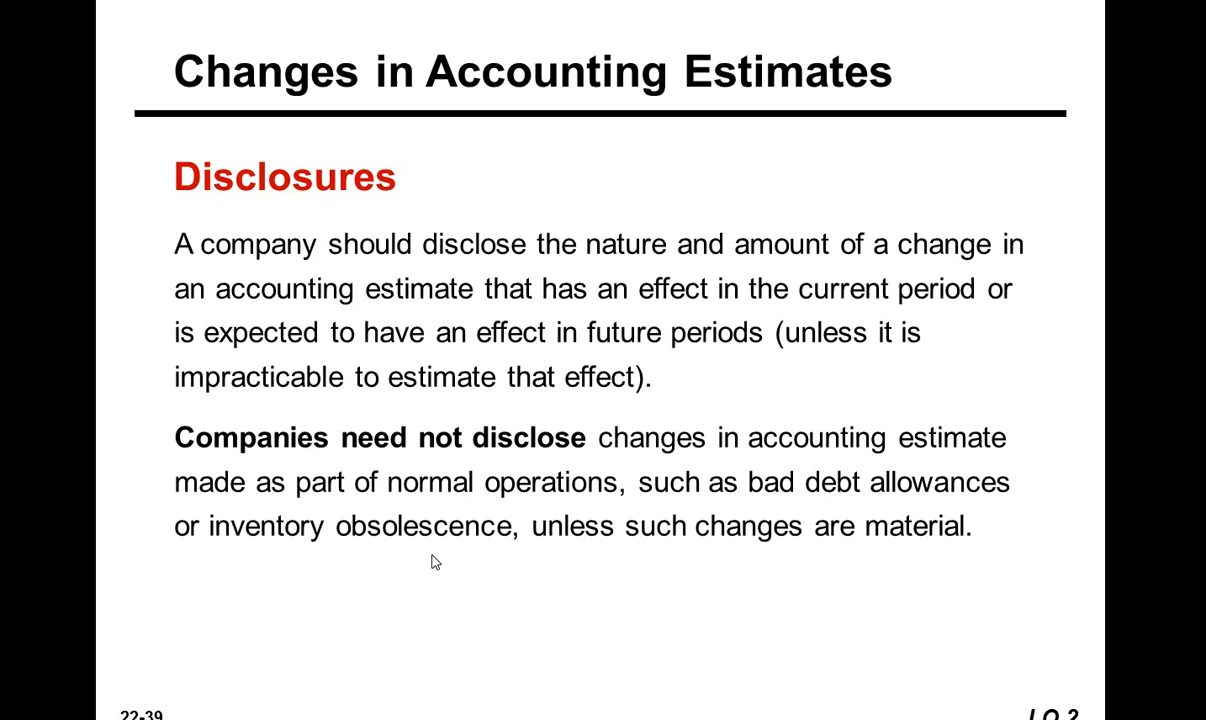 Changes in Accounting Estimates
Disclosures
A company should disclose the nature and amount of a change in
an accounting estimate that has an effect in the current period or
is expected to have an effect in future periods (unless it is
impracticable to estimate that effect).
Companies need not disclose changes in accounting estimate
made as part of normal operations, such as bad debt allowances
or inventory obsolescence, unless such changes are material.
22-39
LO 2